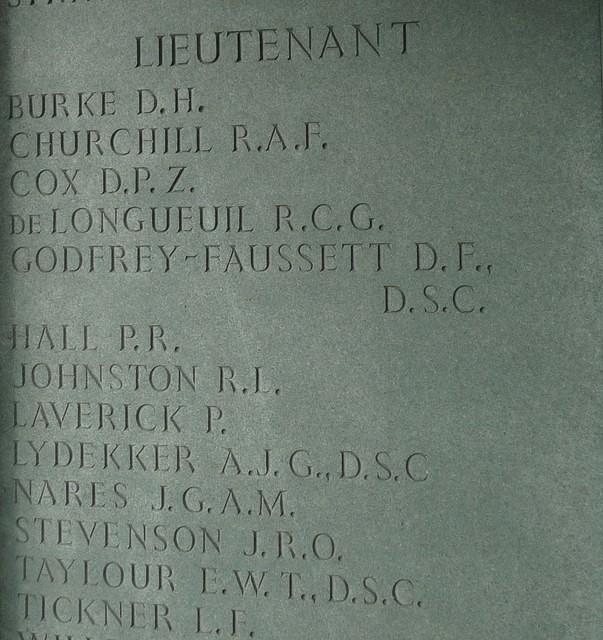 LIEUTENANT
BURKE D.H.
CHURCHILL R.A.F.
COX D.P.Z.
DE LONGUEUIL R.C.G.
GODFREY-FAUSSETT D.F.,
D.S.C.
HALL P.R.
JOHNSTON R.L.
LAVERICK P.
LYDEKKER A.J.G., D.S.C
NARES J.G.A.M.
STEVENSON J.R.O.
TAYLOUR E.W.T., D.S.C.
TICKNER L.F.